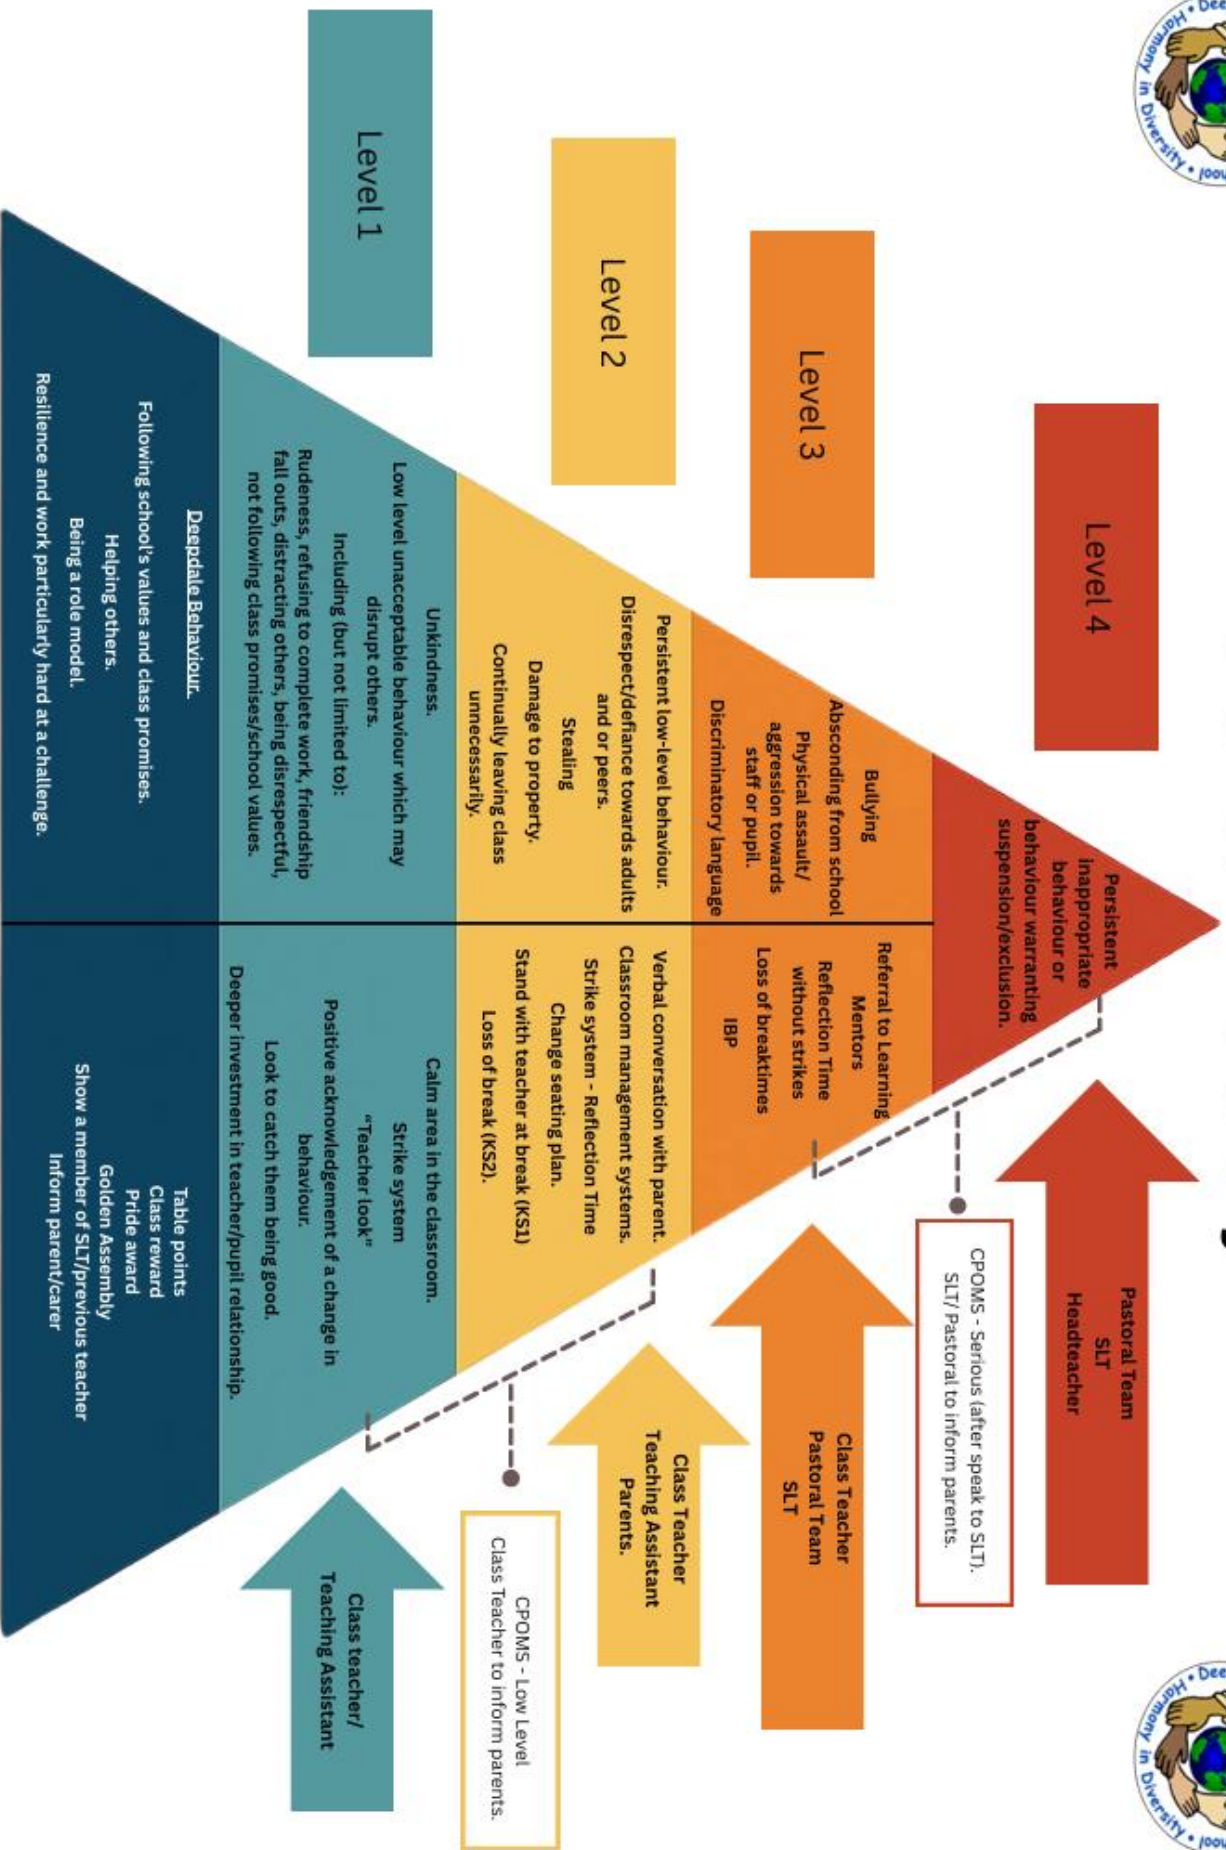 Harmony in Diversity
Harmony in Diversity
Level 4
Persistent
inappropriate
behaviour or
behaviour warranting
suspension/exclusion.
Pastoral Team
SLT
Headteacher
CPOMS - Serious (after speak to SLT).
SLT/ Pastoral to inform parents.
Level 3
Bullying
Absconding from school
Physical assault/
aggression towards
staff or pupil.
Discriminatory language
Referral to Learning
Mentors
Reflection Time
without strikes
Loss of breaktimes
IBP
Class Teacher
Pastoral Team
SLT
Level 2
Persistent low-level behaviour.
Disrespect/defiance towards adults
and or peers.
Stealing
Damage to property.
Continually leaving class
unnecessarily.
Verbal conversation with parent.
Classroom management systems.
Strike system - Reflection Time
Change seating plan.
Stand with teacher at break (KS1)
Loss of break (KS2).
Class Teacher
Teaching Assistant
Parents.
CPOMS - Low Level
Class Teacher to inform parents.
Level 1
Unkindness.
Low level unacceptable behaviour which may
disrupt others.
Including (but not limited to):
Rudeness, refusing to complete work, friendship
fall outs, distracting others, being disrespectful,
not following class promises/school values.
Calm area in the classroom.
Strike system
“Teacher look”
Positive acknowledgement of a change in
behaviour.
Look to catch them being good.
Deeper investment in teacher/pupil relationship.
Class teacher/
Teaching Assistant
Deepdale Behaviour.
Following school's values and class promises.
Helping others.
Being a role model.
Resilience and work particularly hard at a challenge.
Table points
Class reward
Pride award
Golden Assembly
Show a member of SLT/previous teacher
Inform parent/carer